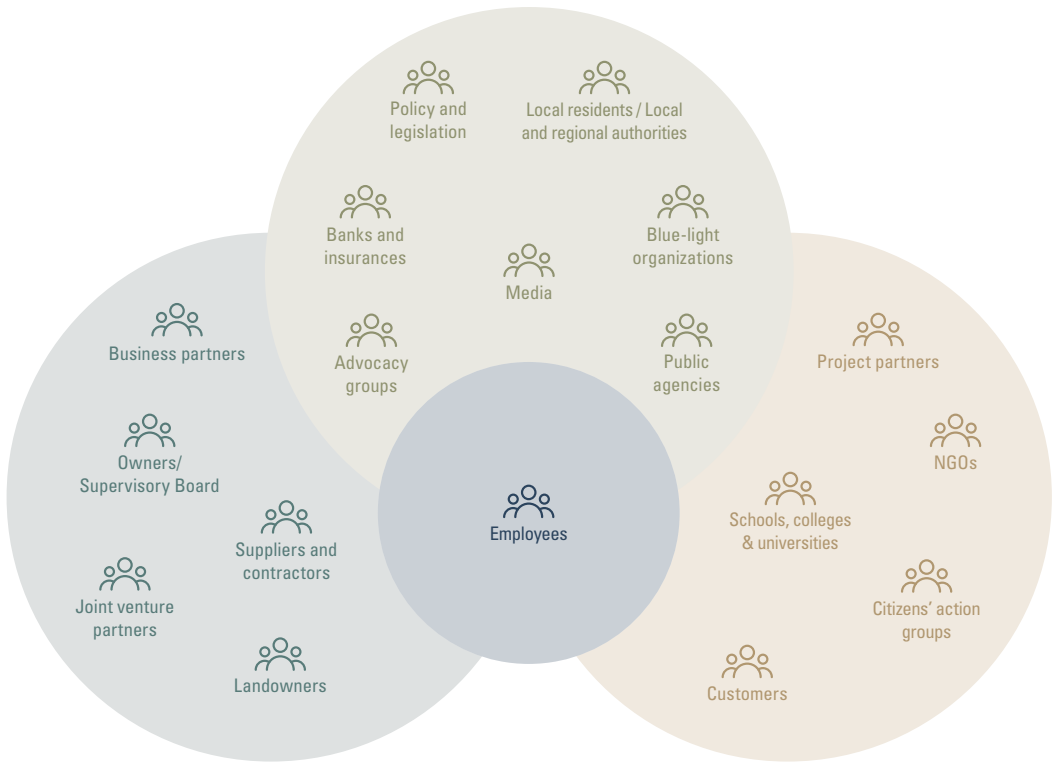 Policy and
legislation
Local residents / Local
and regional authorities
Banks and
insurances
Blue-light
organizations
Media
Advocacy
groups
Public
agencies
Business partners
Owners/
Supervisory Board
Suppliers and
contractors
Joint venture
partners
Landowners
Employees
Project partners
NGOs
Schools, colleges
& universities
Citizens’ action
groups
Customers